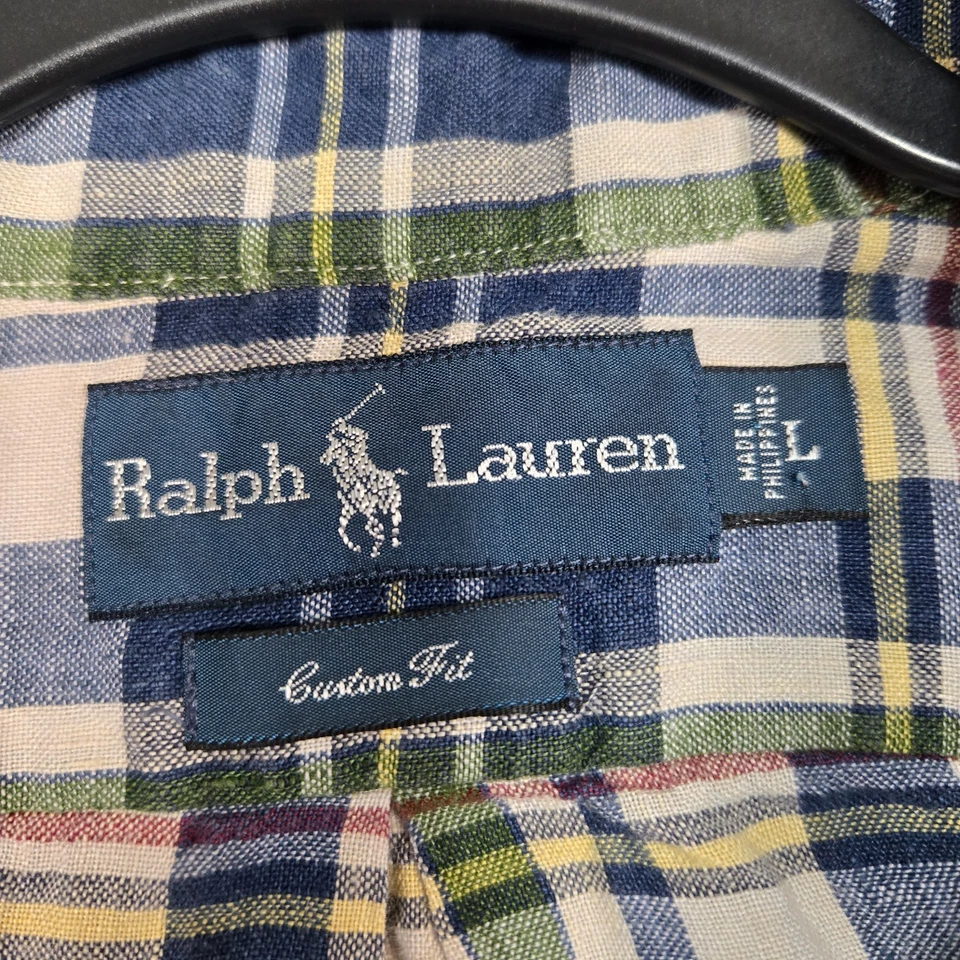 Ralph Lauren
MADE IN
PHILIPPINES
L
Custom Fit